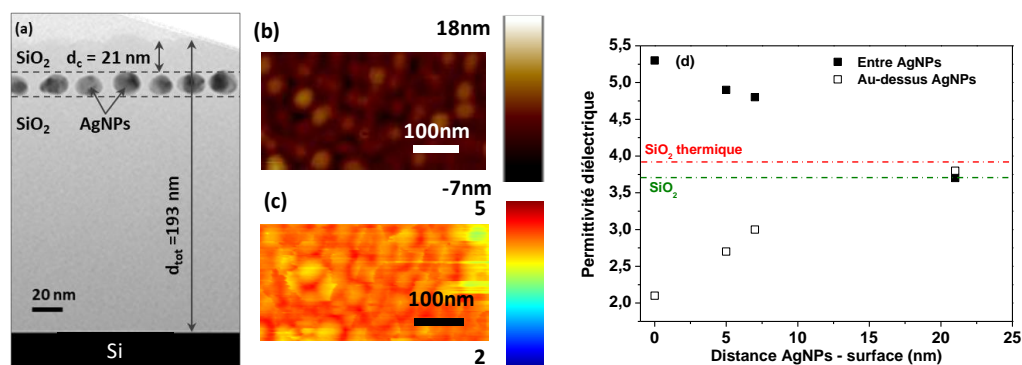 (a)
SiO2
dc = 21 nm
AgNPs
SiO2
dtot =193 nm
20 nm
Si
(b)
18nm
100nm
-7nm
(c)
5
100nm
2
(d)
Entre AgNPs
Au-dessus AgNPs
SiO2 thermique
SiO2
Permittivité diélectrique
5,5
5,0
4,5
4,0
3,5
3,0
2,5
2,0
0
5
10
15
20
25
Distance AgNPs - surface (nm)